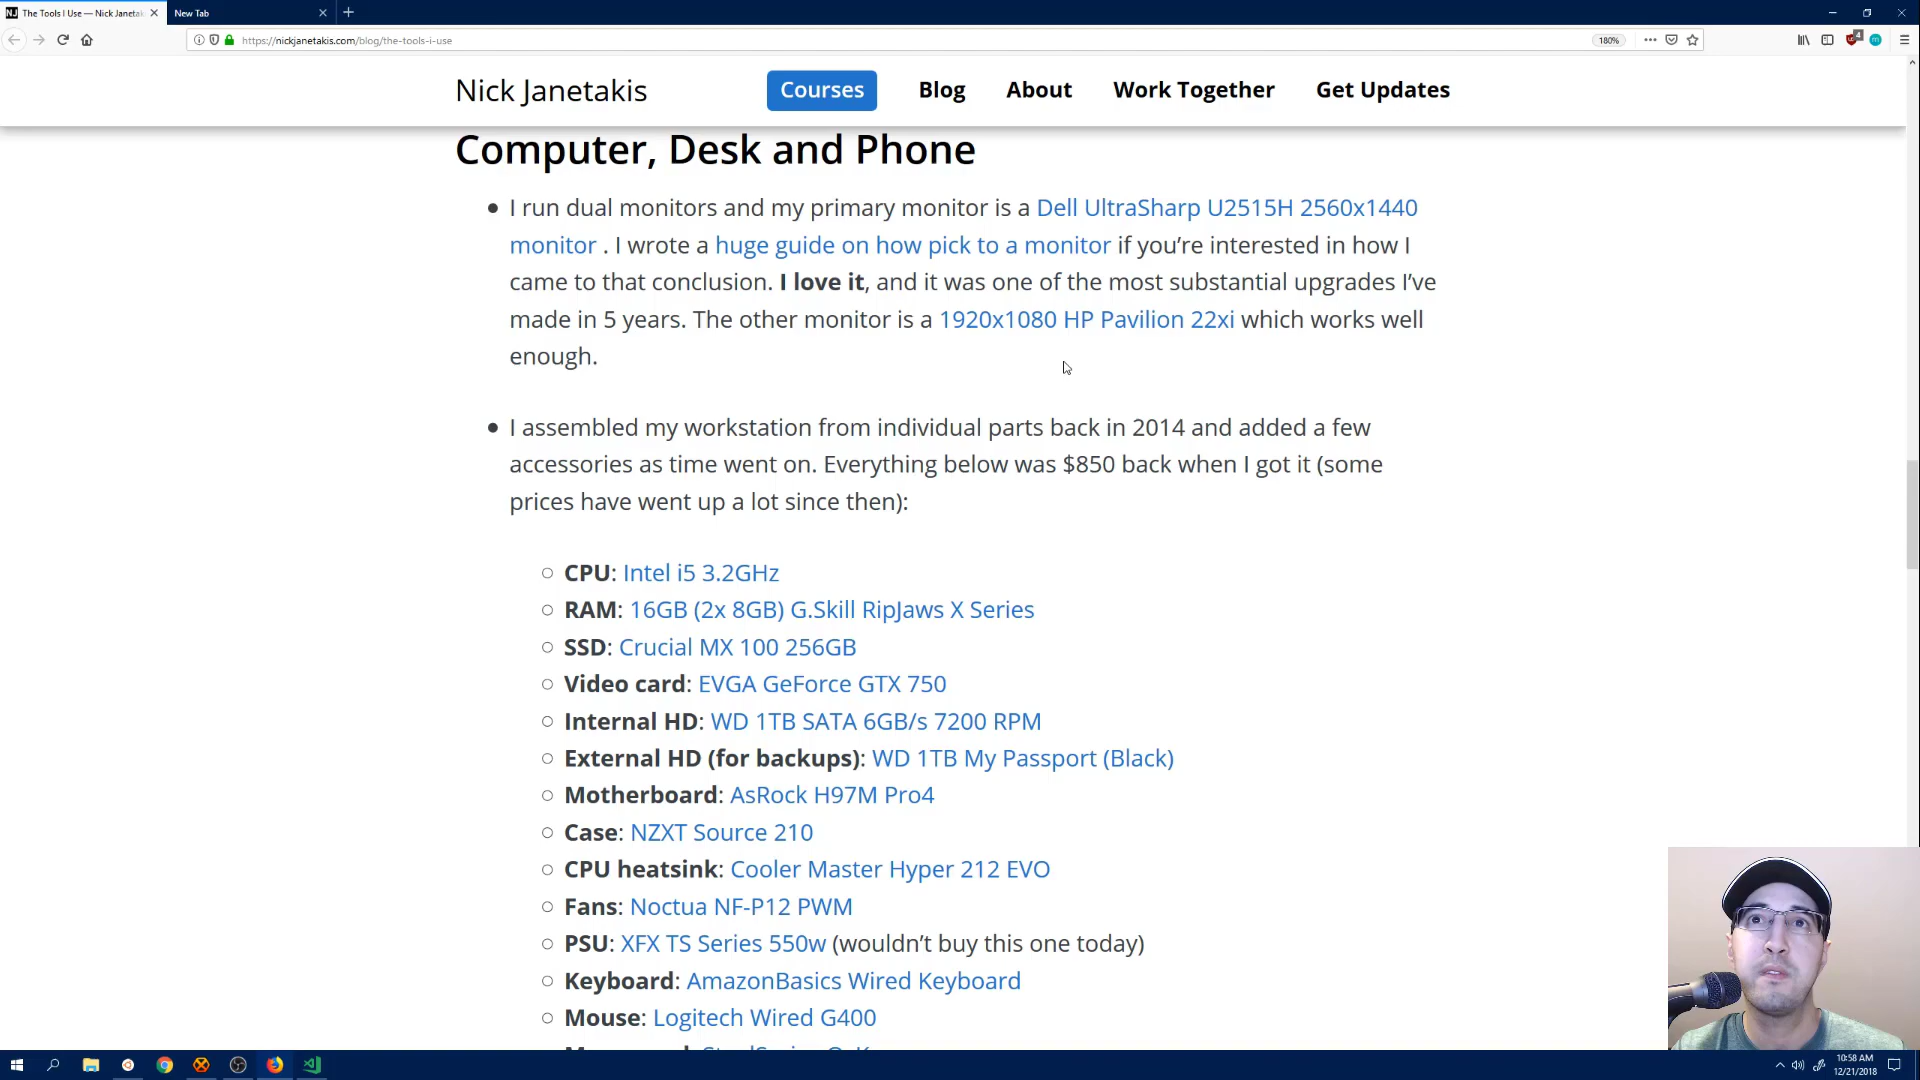 The Tools I Use — Nick Janetak
New Tab
https://nickjanetakis.com/blog/the-tools-i-use
180%
4
Nick Janetakis
Courses
Blog
About
Work Together
Get Updates
Computer, Desk and Phone
I run dual monitors and my primary monitor is a Dell UltraSharp U2515H 2560x1440
monitor . I wrote a huge guide on how pick to a monitor if you’re interested in how I
came to that conclusion. I love it, and it was one of the most substantial upgrades I’ve
made in 5 years. The other monitor is a 1920x1080 HP Pavilion 22xi which works well
enough.
I assembled my workstation from individual parts back in 2014 and added a few
accessories as time went on. Everything below was $850 back when I got it (some
prices have went up a lot since then):
CPU: Intel i5 3.2GHz
RAM: 16GB (2x 8GB) G.Skill RipJaws X Series
SSD: Crucial MX 100 256GB
Video card: EVGA GeForce GTX 750
Internal HD: WD 1TB SATA 6GB/s 7200 RPM
External HD (for backups): WD 1TB My Passport (Black)
Motherboard: AsRock H97M Pro4
Case: NZXT Source 210
CPU heatsink: Cooler Master Hyper 212 EVO
Fans: Noctua NF-P12 PWM
PSU: XFX TS Series 550w (wouldn’t buy this one today)
Keyboard: AmazonBasics Wired Keyboard
Mouse: Logitech Wired G400
10:58 AM
12/21/2018